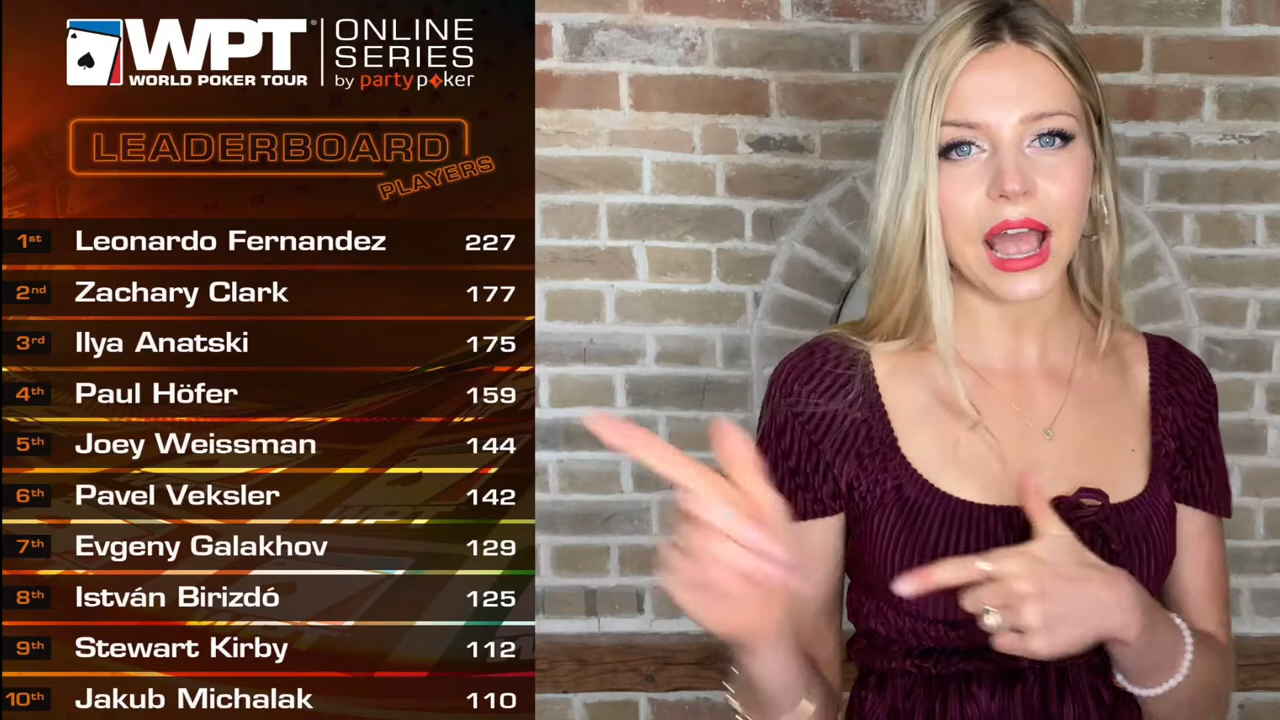 WPT®
WORLD POKER TOUR
ONLINE
SERIES
by partypoker
LEADERBOARD
PLAYERS
1st Leonardo Fernandez 227
2nd Zachary Clark 177
3rd Ilya Anatski 175
4th Paul Höfer 159
5th Joey Weissman 144
6th Pavel Veksler 142
7th Evgeny Galakhov 129
8th István Birizdó 125
9th Stewart Kirby 112
10th Jakub Michalak 110